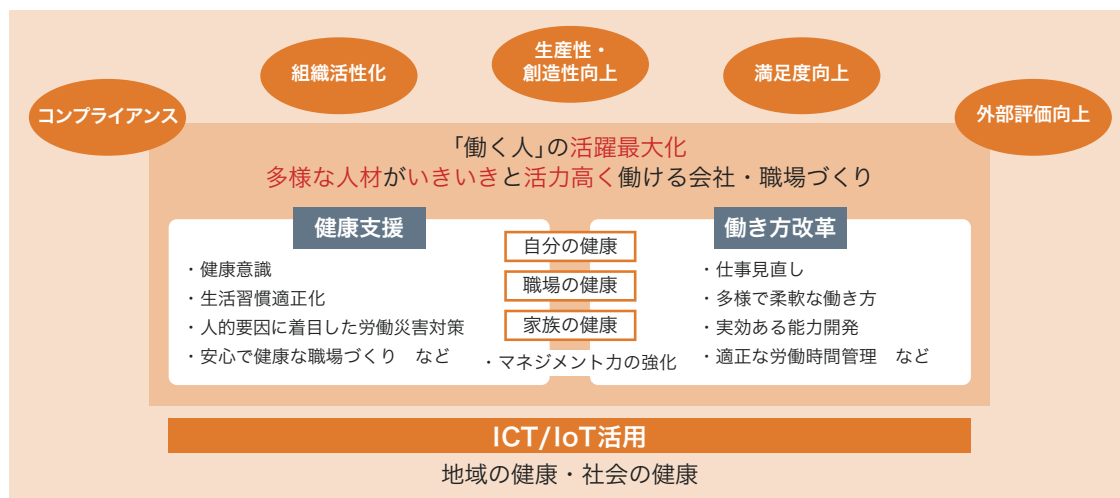 コンプライアンス
組織活性化
生産性・
創造性向上
満足度向上
外部評価向上
「働く人」の活躍最大化
多様な人材がいきいきと活力高く働ける会社・職場づくり
健康支援
・健康意識
・生活習慣適正化
・人的要因に着目した労働災害対策
・安心で健康な職場づくり　など
自分の健康
職場の健康
家族の健康
・マネジメント力の強化
働き方改革
・仕事見直し
・多様で柔軟な働き方
・実効ある能力開発
・適正な労働時間管理　など
ICT/IoT活用
地域の健康・社会の健康